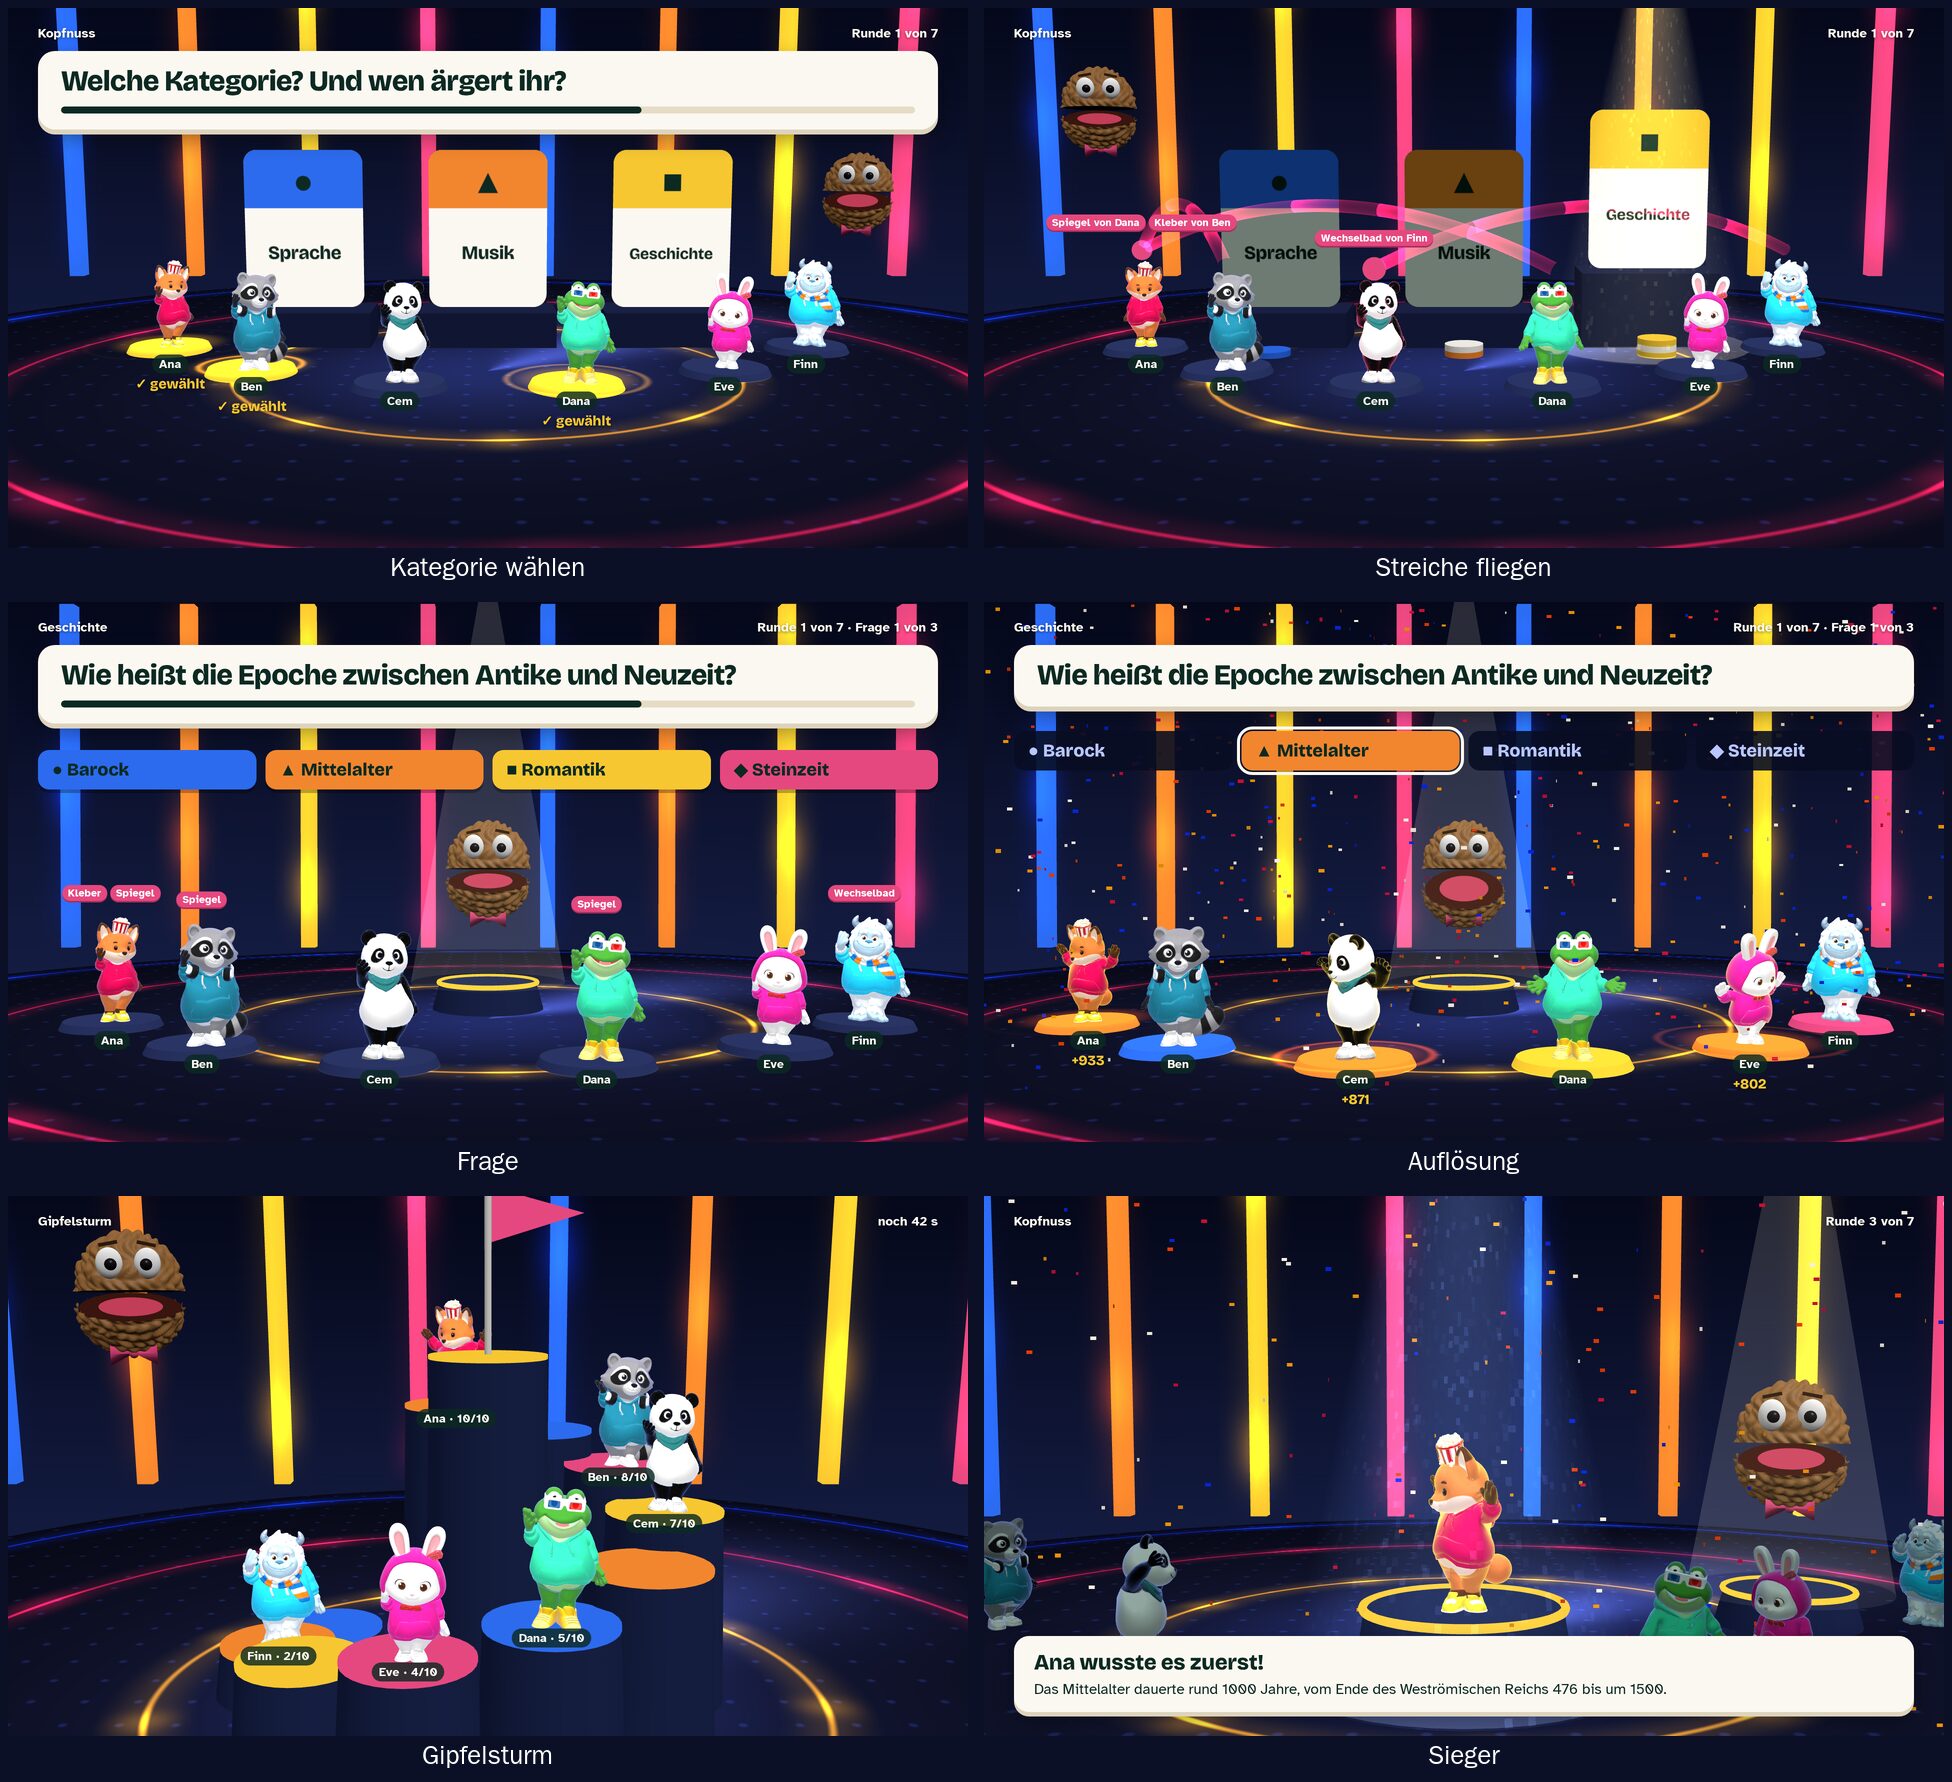 Kopfnuss
Runde 1 von 7
Welche Kategorie? Und wen ärgert ihr?
Sprache
Musik
Geschichte
Ana
✓ gewählt
Ben
✓ gewählt
Cem
Dana
✓ gewählt
Eve
Finn
Kategorie wählen
Kopfnuss
Runde 1 von 7
Spiegel von Dana
Kleber von Ben
Wechselbad von Finn
Sprache
Musik
Geschichte
Ana
Ben
Cem
Dana
Eve
Finn
Streiche fliegen
Geschichte
Runde 1 von 7 · Frage 1 von 3
Wie heißt die Epoche zwischen Antike und Neuzeit?
● Barock
▲ Mittelalter
■ Romantik
◆ Steinzeit
Kleber
Spiegel
Spiegel
Spiegel
Wechselbad
Ana
Ben
Cem
Dana
Eve
Finn
Frage
Geschichte
Runde 1 von 7 · Frage 1 von 3
Wie heißt die Epoche zwischen Antike und Neuzeit?
● Barock
▲ Mittelalter
■ Romantik
◆ Steinzeit
Ana
+933
Ben
Cem
+871
Dana
Eve
+802
Finn
Auflösung
Gipfelsturm
noch 42 s
Ana · 10/10
Ben · 8/10
Cem · 7/10
Dana · 5/10
Finn · 2/10
Eve · 4/10
Gipfelsturm
Kopfnuss
Runde 3 von 7
Ana wusste es zuerst!
Das Mittelalter dauerte rund 1000 Jahre, vom Ende des Weströmischen Reichs 476 bis um 1500.
Sieger